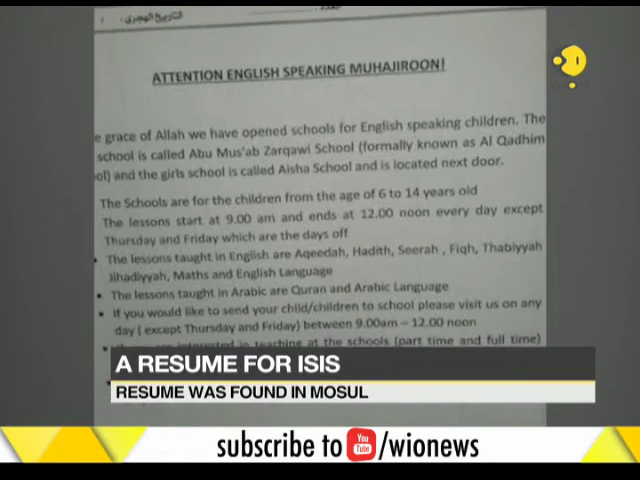 التاريخ الهجري:
ATTENTION ENGLISH SPEAKING MUHAJIROON!
e grace of Allah we have opened schools for English speaking children. The
school is called Abu Mus'ab Zarqawi School (formally known as Al Qadhim
ol) and the girls school is called Aisha School and is located next door.
The Schools are for the children from the age of 6 to 14 years old
The lessons start at 9.00 am and ends at 12.00 noon every day except
Thursday and Friday which are the days off
• The lessons taught in English are Aqeedah, Hadith, Seerah , Fiqh, Thabiyyah
Jihadiyyah, Maths and English Language
• The lessons taught in Arabic are Quran and Arabic Language
• If you would like to send your child/children to school please visit us on any
day ( except Thursday and Friday) between 9.00am – 12.00 noon
interested in teaching at the schools (part time and full time)
WION
A RESUME FOR ISIS
RESUME WAS FOUND IN MOSUL
subscribe to You Tube /wionews